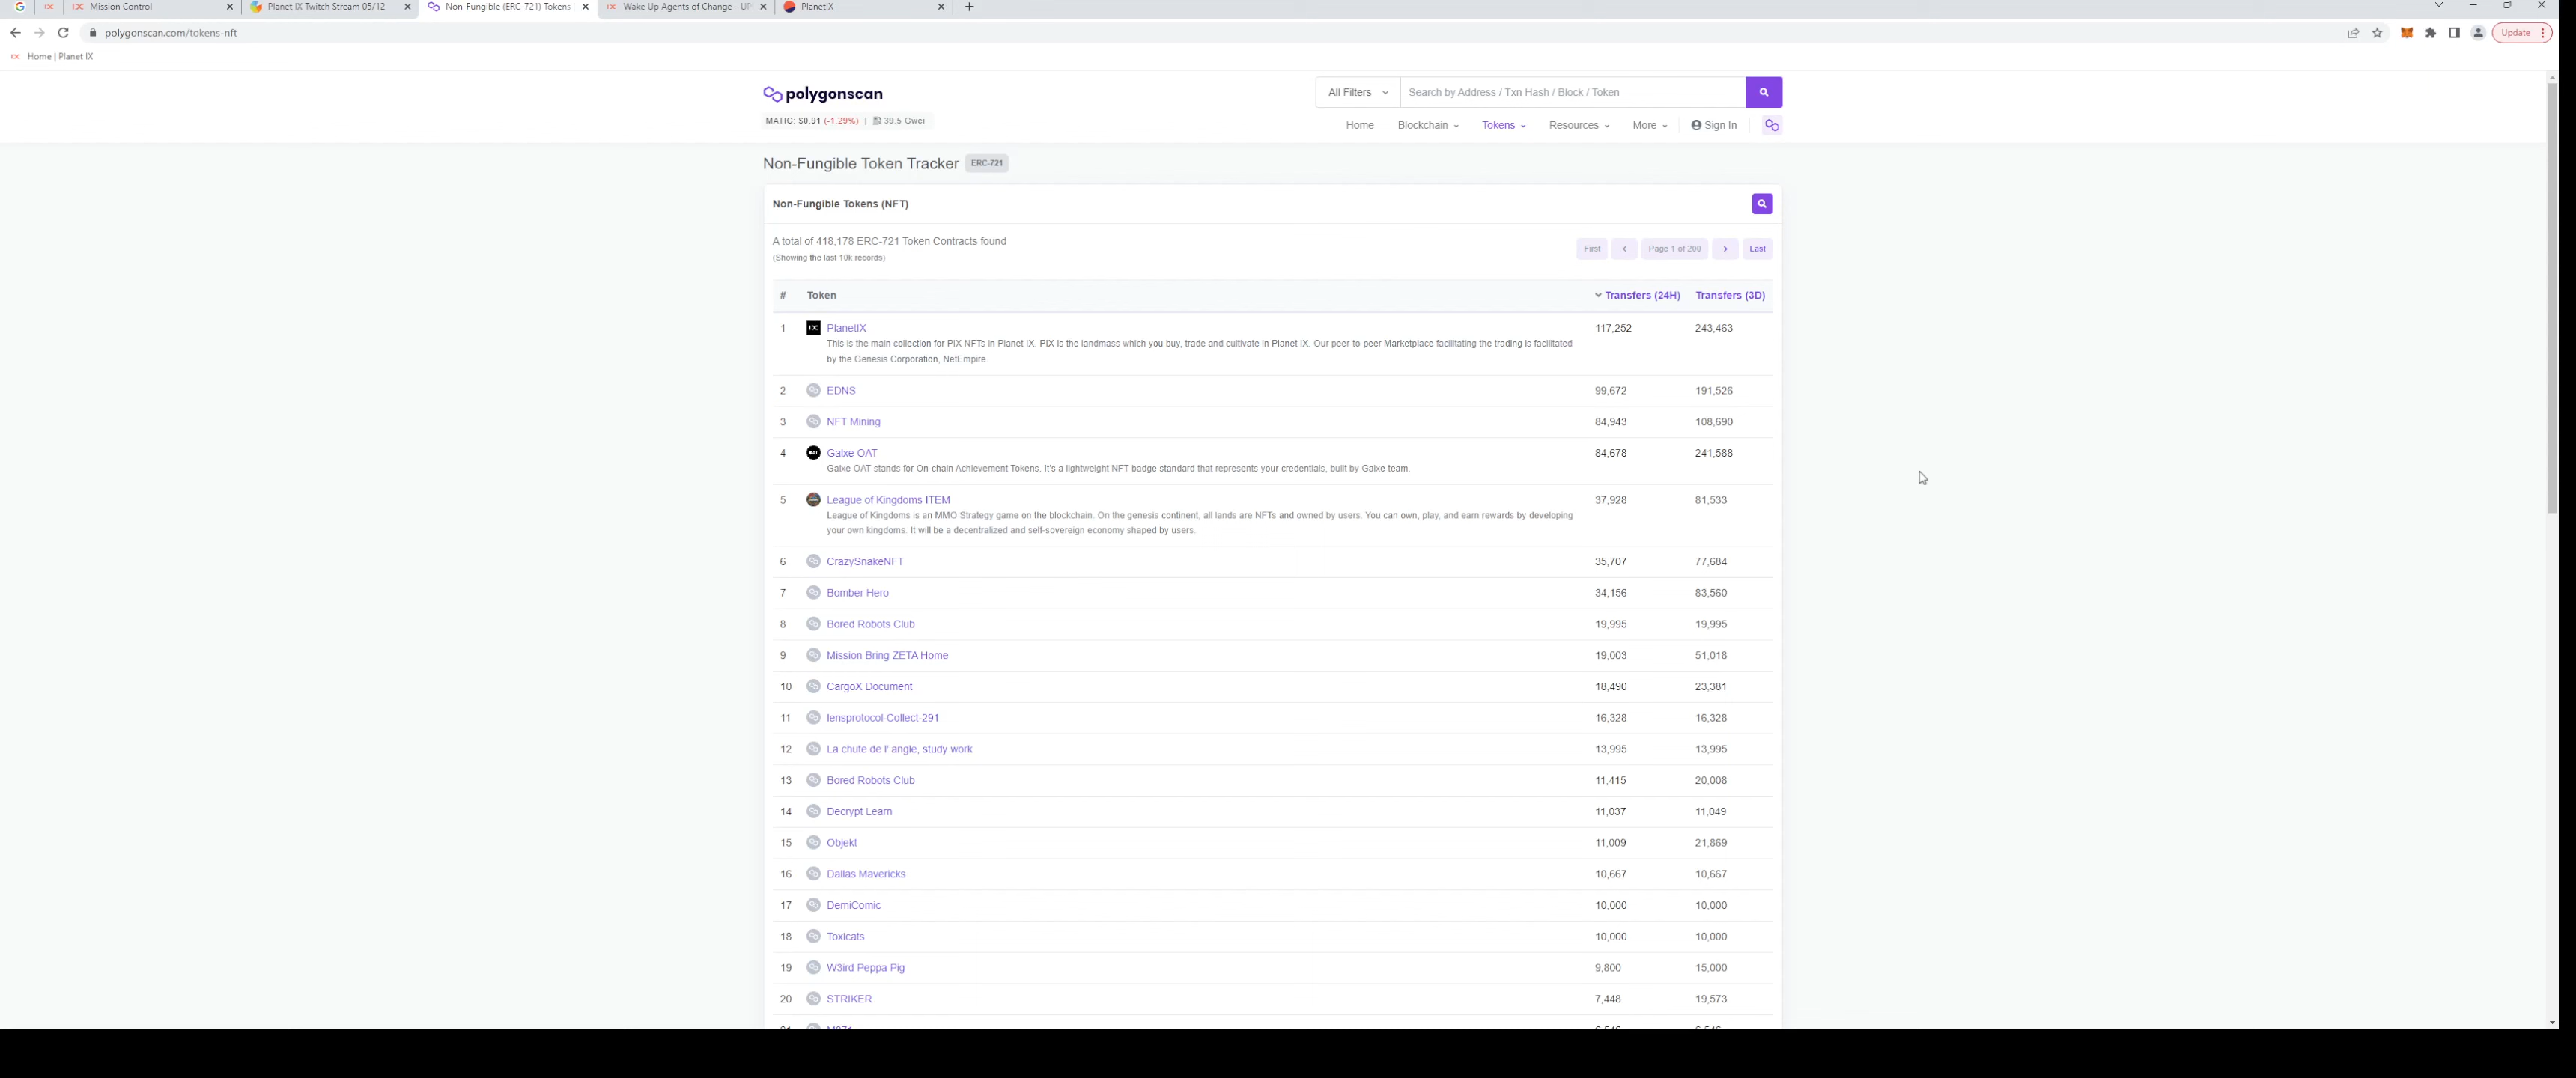 Mission Control
Planet IX Twitch Stream 05/12
Non-Fungible (ERC-721) Tokens
Wake Up Agents of Change - UP
PlanetIX
polygonscan.com/tokens-nft
Update
Home | Planet IX
polygonscan
All Filters
Search by Address / Txn Hash / Block / Token
MATIC: $0.91 (-1.29%) | 39.5 Gwei
Home Blockchain Tokens Resources More Sign In
Non-Fungible Token Tracker ERC-721
Non-Fungible Tokens (NFT)
A total of 418,178 ERC-721 Token Contracts found
(Showing the last 10k records)
First < Page 1 of 200 > Last
# Token Transfers (24H) Transfers (3D)
1 PlanetIX 117,252 243,463
This is the main collection for PIX NFTs in Planet IX. PIX is the landmass which you buy, trade and cultivate in Planet IX. Our peer-to-peer Marketplace facilitating the trading is facilitated
by the Genesis Corporation, NetEmpire.
2 EDNS 99,672 191,526
3 NFT Mining 84,943 108,690
4 Galxe OAT 84,678 241,588
Galxe OAT stands for On-chain Achievement Tokens. It's a lightweight NFT badge standard that represents your credentials, built by Galxe team.
5 League of Kingdoms ITEM 37,928 81,533
League of Kingdoms is an MMO Strategy game on the blockchain. On the genesis continent, all lands are NFTs and owned by users. You can own, play, and earn rewards by developing
your own kingdoms. It will be a decentralized and self-sovereign economy shaped by users.
6 CrazySnakeNFT 35,707 77,684
7 Bomber Hero 34,156 83,560
8 Bored Robots Club 19,995 19,995
9 Mission Bring ZETA Home 19,003 51,018
10 CargoX Document 18,490 23,381
11 lensprotocol-Collect-291 16,328 16,328
12 La chute de l' angle, study work 13,995 13,995
13 Bored Robots Club 11,415 20,008
14 Decrypt Learn 11,037 11,049
15 Objekt 11,009 21,869
16 Dallas Mavericks 10,667 10,667
17 DemiComic 10,000 10,000
18 Toxicats 10,000 10,000
19 W3ird Peppa Pig 9,800 15,000
20 STRIKER 7,448 19,573